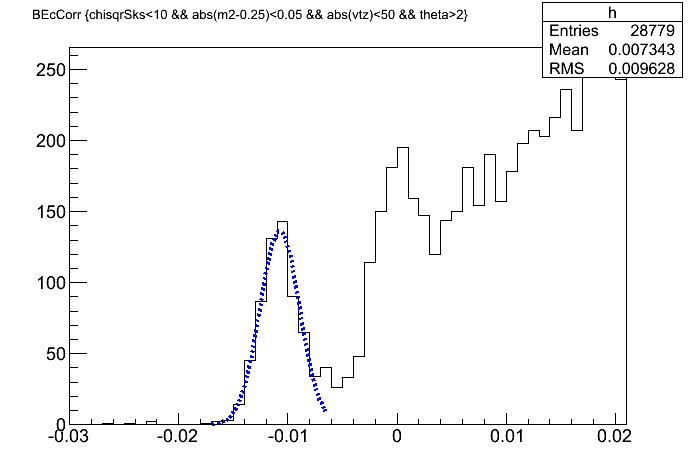 BEcCorr {chisqrSks<10 && abs(m2-0.25)<0.05 && abs(vtz)<50 && theta>2}
h
Entries 28779
Mean 0.007343
RMS 0.009628
250
200
150
100
50
0
-0.03 -0.02 -0.01 0 0.01 0.02